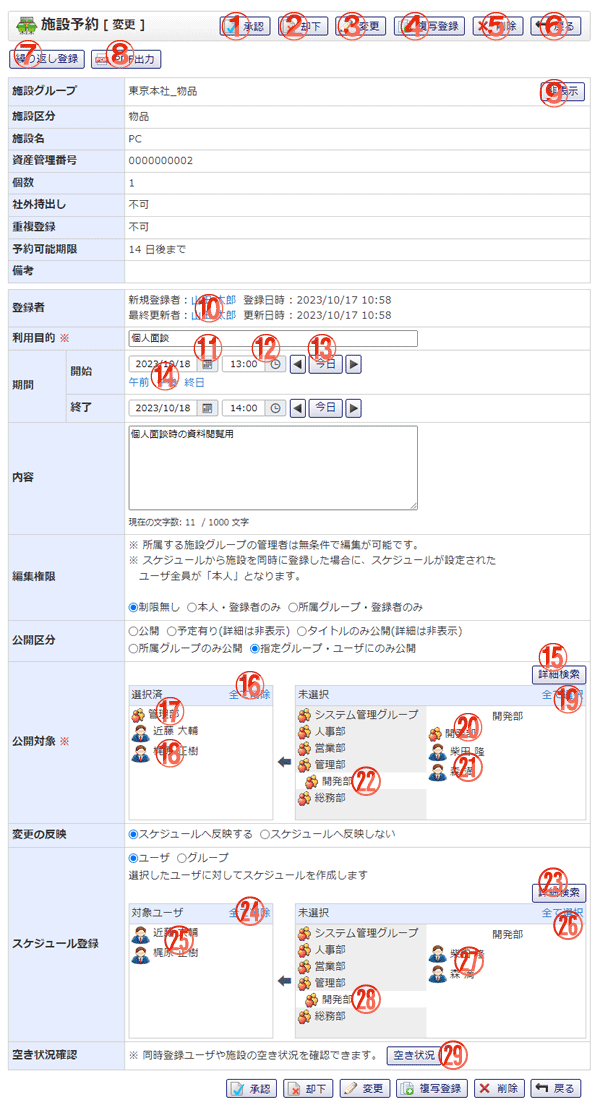 施設予約 [ 変更 ] ① 承認 ② 却下 ③ 変更 ④ 複写登録 ⑤ 削除 ⑥ 戻る
⑦ 繰り返し登録 ⑧ PDF出力
施設グループ 東京本社_物品 ⑨ 非表示
施設区分 物品
施設名 PC
資産管理番号 0000000002
個数 1
社外持出し 不可
重複登録 不可
予約可能期限 14 日後まで
備考
登録者 新規登録者：山 太郎 登録日時：2023/10/17 10:58
最終更新者：山 太郎 更新日時：2023/10/17 10:58
⑩
利用目的 ※ 個人面談
期間 開始 2023/10/18 ⑪ 13:00 ⑫ ◀ 今日 ⑬ ▶
午前 ⑭ 終日
終了 2023/10/18 14:00 ◀ 今日 ▶
内容 個人面談時の資料閲覧用
現在の文字数: 11 / 1000 文字
編集権限 ※ 所属する施設グループの管理者は無条件で編集が可能です。
※ スケジュールから施設を同時に登録した場合に、スケジュールが設定された
ユーザ全員が「本人」となります。
制限無し 本人・登録者のみ 所属グループ・登録者のみ
公開区分 公開 予定有り(詳細は非表示) タイトルのみ公開(詳細は非表示)
所属グループのみ公開 指定グループ・ユーザにのみ公開
公開対象 ※ ⑮ 詳細検索
選択済 ⑯ 全て削除 未選択 ⑲ 全て選択
⑰ 管理部
近藤 大輔
⑱ 梶原 正樹
システム管理グループ
人事部
営業部
管理部
開発部 ㉒
総務部
開発部
⑳ 開発部
柴田 隆
㉑ 森 満
変更の反映 スケジュールへ反映する スケジュールへ反映しない
スケジュール登録 ユーザ グループ
選択したユーザに対してスケジュールを作成します
㉓ 詳細検索
対象ユーザ ㉔ 全て削除 未選択 ㉖ 全て選択
近藤 大輔
㉕ 梶原 正樹
システム管理グループ
人事部
営業部
管理部
開発部 ㉘
総務部
開発部
柴田 隆
㉗ 森 満
空き状況確認 ※ 同時登録ユーザや施設の空き状況を確認できます。 空き状況 ㉙
承認 却下 変更 複写登録 削除 戻る